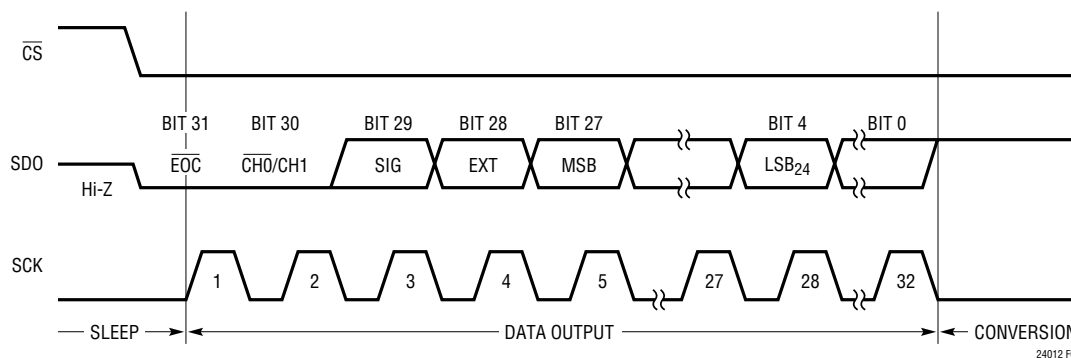 CS
BIT 31 BIT 30 BIT 29 BIT 28 BIT 27 BIT 4 BIT 0
SDO EOC CH0/CH1 SIG EXT MSB LSB24
Hi-Z
SCK
1 2 3 4 5 27 28 32
SLEEP DATA OUTPUT CONVERSION
24012 F